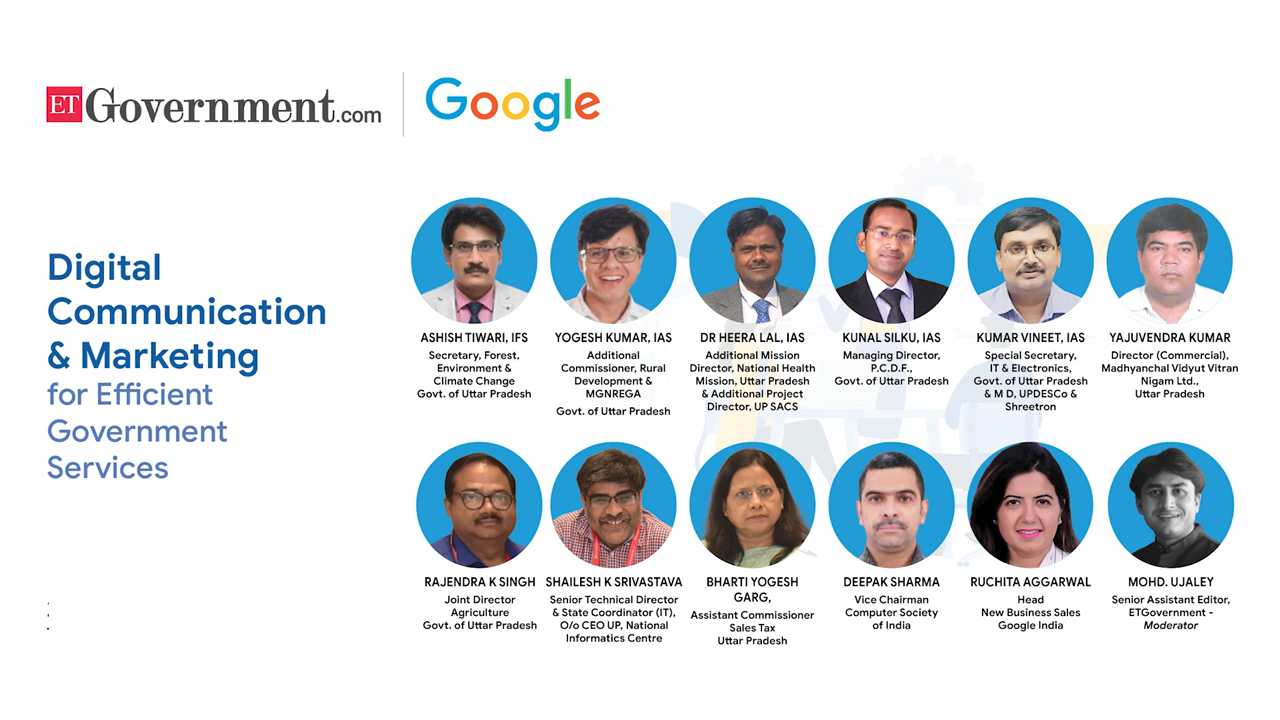 ET Government.com
Google
Digital
Communication
& Marketing
for Efficient
Government
Services
ASHISH TIWARI, IFS
Secretary, Forest,
Environment &
Climate Change
Govt. of Uttar Pradesh
YOGESH KUMAR, IAS
Additional
Commissioner, Rural
Development &
MGNREGA
Govt. of Uttar Pradesh
DR HEERA LAL, IAS
Additional Mission
Director, National Health
Mission, Uttar Pradesh
& Additional Project
Director, UP SACS
KUNAL SILKU, IAS
Managing Director,
P.C.D.F.,
Govt. of Uttar Pradesh
KUMAR VINEET, IAS
Special Secretary,
IT & Electronics,
Govt. of Uttar Pradesh
& M D, UPDESCo &
Shreetron
YAJUVENDRA KUMAR
Director (Commercial),
Madhyanchal Vidyut Vitran
Nigam Ltd.,
Uttar Pradesh
RAJENDRA K SINGH
Joint Director
Agriculture
Govt. of Uttar Pradesh
SHAILESH K SRIVASTAVA
Senior Technical Director
& State Coordinator (IT),
O/o CEO UP, National
Informatics Centre
BHARTI YOGESH
GARG,
Assistant Commissioner
Sales Tax
Uttar Pradesh
DEEPAK SHARMA
Vice Chairman
Computer Society
of India
RUCHITA AGGARWAL
Head
New Business Sales
Google India
MOHD. UJALEY
Senior Assistant Editor,
ETGovernment -
Moderator